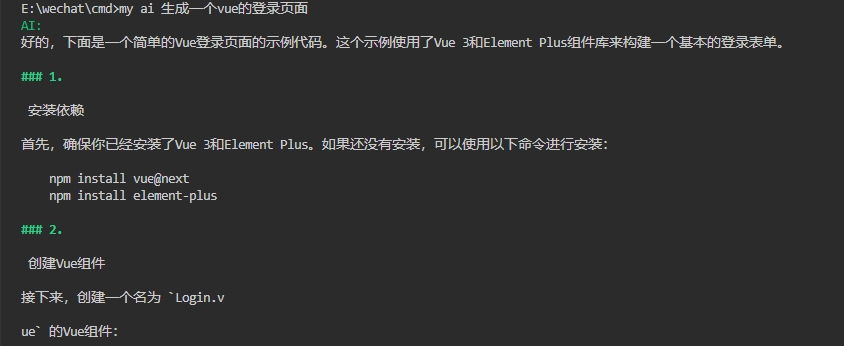 E:\wechat\cmd>my ai 生成一个vue的登录页面
AI:
好的，下面是一个简单的Vue登录页面的示例代码。这个示例使用了Vue 3和Element Plus组件库来构建一个基本的登录表单。
### 1.
安装依赖
首先，确保你已经安装了Vue 3和Element Plus。如果还没有安装，可以使用以下命令进行安装：
npm install vue@next
npm install element-plus
### 2.
创建Vue组件
接下来，创建一个名为 `Login.v
ue` 的Vue组件：